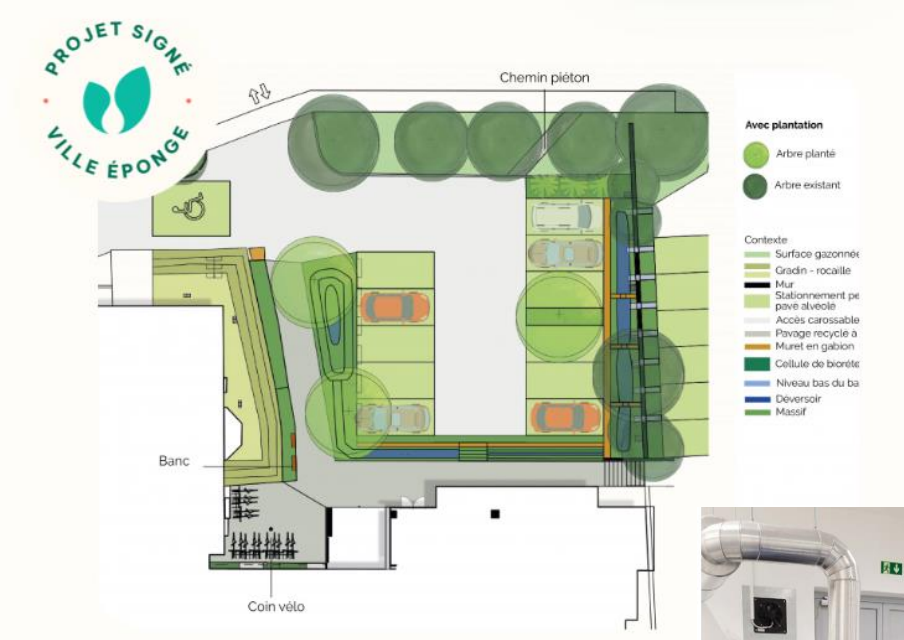 PROJET SIGNÉ
VILLE ÉPONGE
Chemin piéton
Banc
Coin vélo
Avec plantation
Arbre planté
Arbre existant
Contexte
Surface gazonnée
Gradin - rocaille
Mur
Stationnement pe
pavé alvéolé
Accès carossable
Pavage recyclé à
Muret en gabion
Cellule de bioréte
Niveau bas du ba
Déversoir
Massif